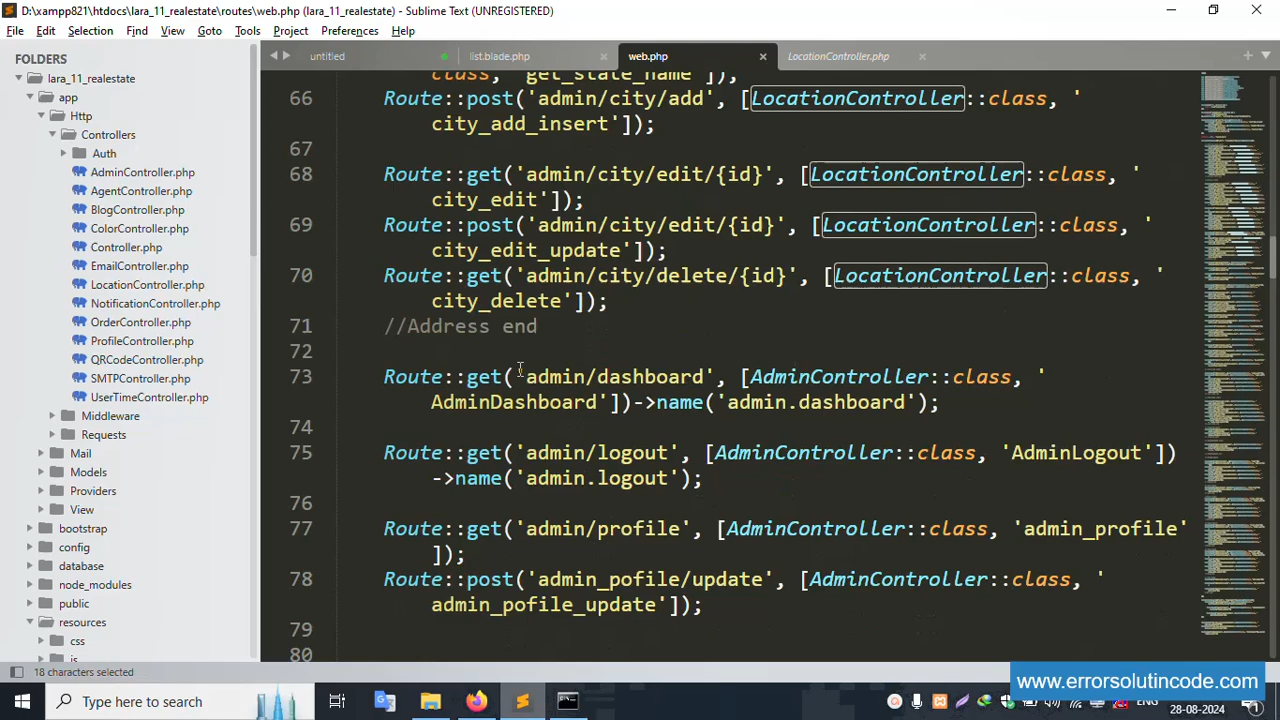 D:\xampp821\htdocs\lara_11_realestate\routes\web.php (lara_11_realestate) - Sublime Text (UNREGISTERED)
File Edit Selection Find View Goto Tools Project Preferences Help
FOLDERS
lara_11_realestate
app
Http
Controllers
Auth
AdminController.php
AgentController.php
BlogController.php
ColorController.php
Controller.php
EmailController.php
LocationController.php
NotificationController.php
OrderController.php
ProfileController.php
QRCodeController.php
SMTPController.php
UserTimeController.php
Middleware
Requests
Mail
Models
Providers
View
bootstrap
config
database
node_modules
public
resources
css
js
untitled list.blade.php web.php LocationController.php
class, 'get_state_name']);
66 Route::post('admin/city/add', [LocationController::class, '
city_add_insert']);
67
68 Route::get('admin/city/edit/{id}', [LocationController::class, '
city_edit']);
69 Route::post('admin/city/edit/{id}', [LocationController::class, '
city_edit_update']);
70 Route::get('admin/city/delete/{id}', [LocationController::class, '
city_delete']);
71 //Address end
72
73 Route::get('admin/dashboard', [AdminController::class, '
AdminDashboard'])->name('admin.dashboard');
74
75 Route::get('admin/logout', [AdminController::class, 'AdminLogout'])
->name('admin.logout');
76
77 Route::get('admin/profile', [AdminController::class, 'admin_profile'
]);
78 Route::post('admin_pofile/update', [AdminController::class, '
admin_pofile_update']);
79
80
18 characters selected
www.errorsolutincode.com
Type here to search
ENG
28-08-2024